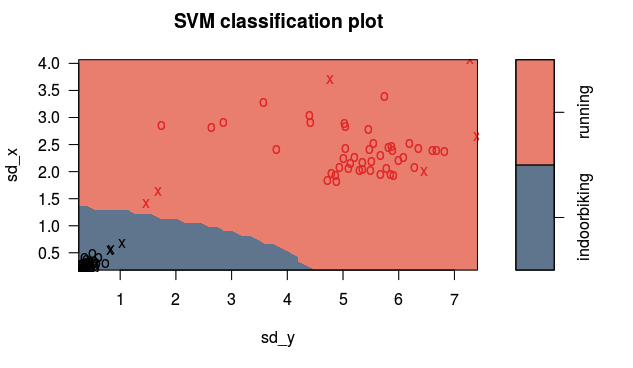 SVM classification plot
4.0
3.5
3.0
2.5
2.0
1.5
1.0
0.5
sd_x
1 2 3 4 5 6 7
sd_y
running
indoorbiking